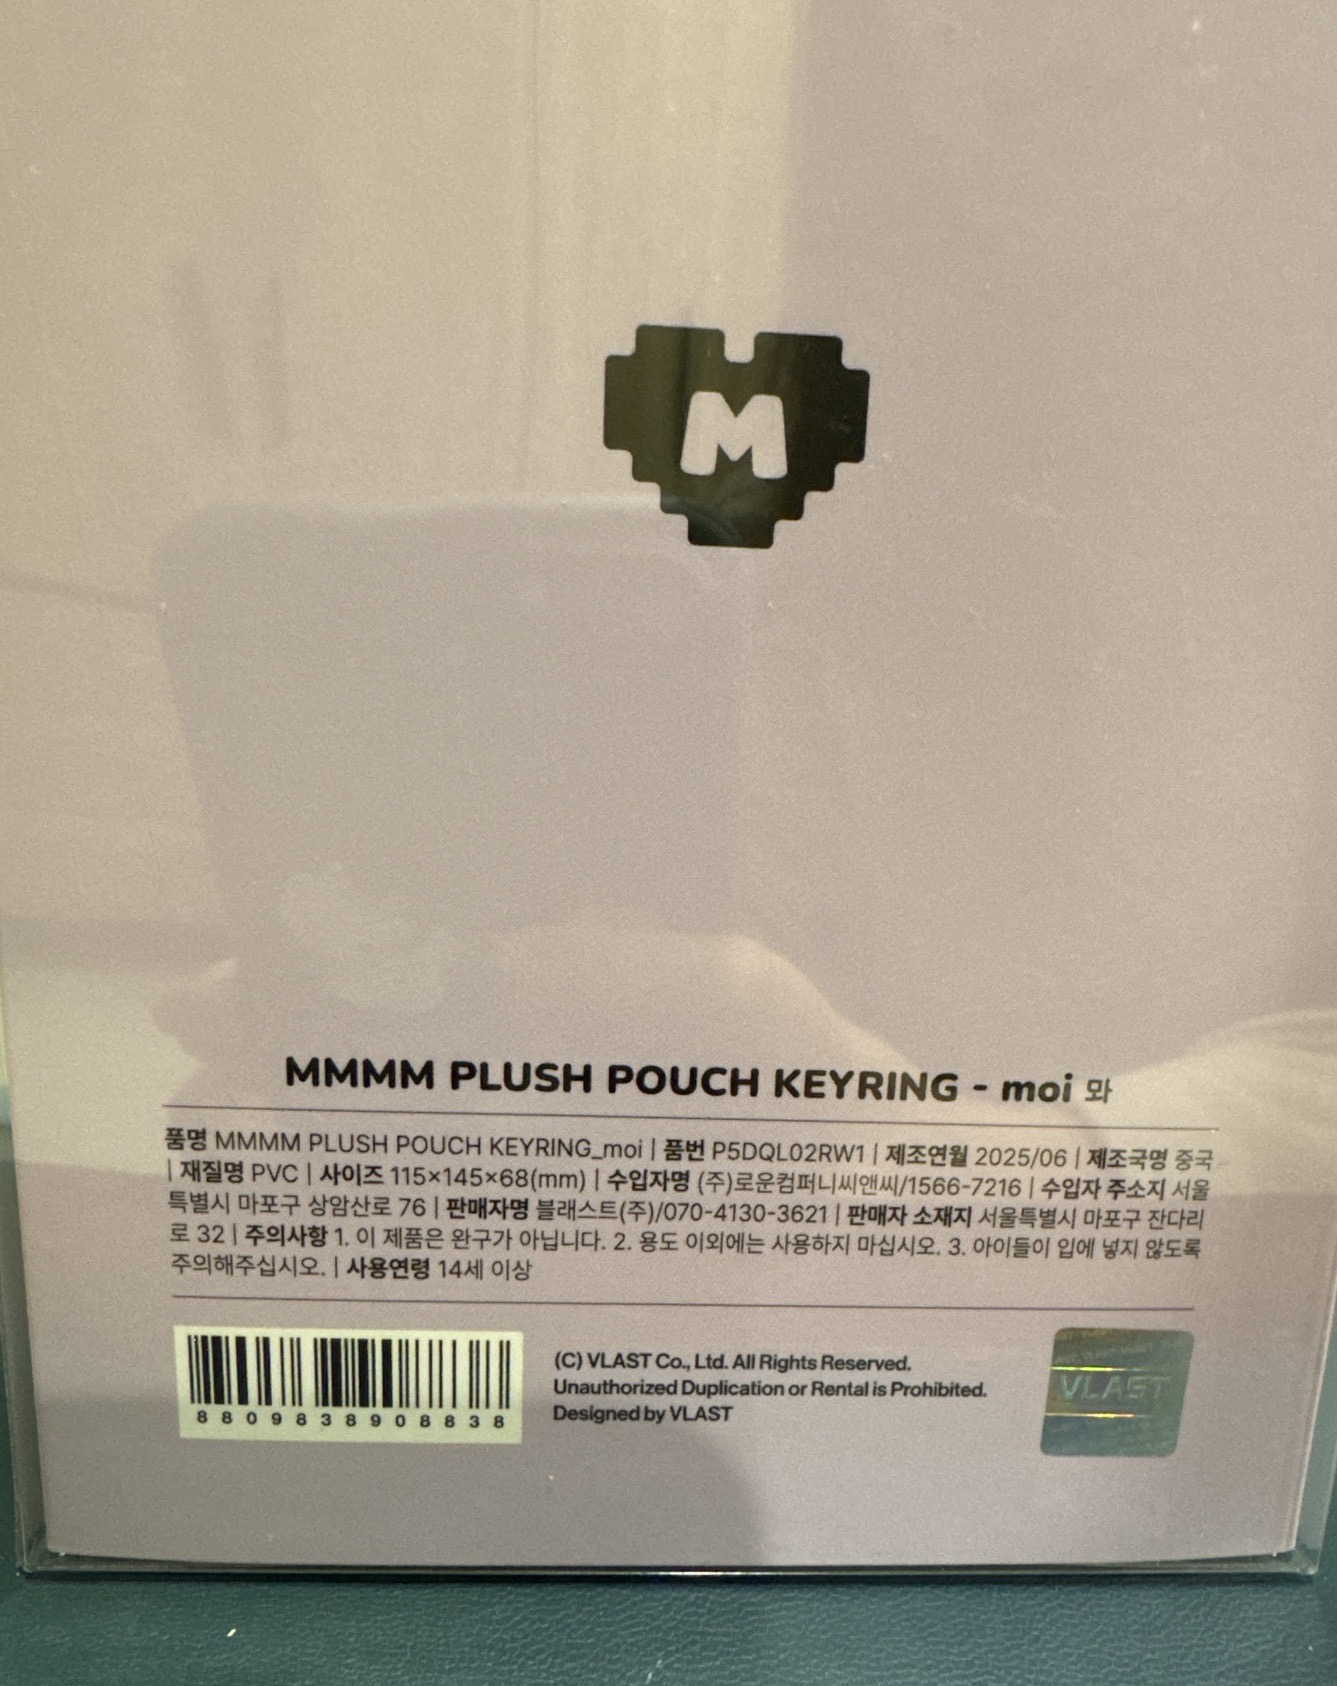 M
MMMM PLUSH POUCH KEYRING - moi 뫄
품명 MMMM PLUSH POUCH KEYRING_moi | 품번 P5DQL02RW1 | 제조연월 2025/06 | 제조국명 중국
| 재질명 PVC | 사이즈 115×145×68(mm) | 수입자명 (주)로운컴퍼니씨앤씨/1566-7216 | 수입자 주소지 서울
특별시 마포구 상암산로 76 | 판매자명 블래스트(주)/070-4130-3621 | 판매자 소재지 서울특별시 마포구 잔다리
로 32 | 주의사항 1. 이 제품은 완구가 아닙니다. 2. 용도 이외에는 사용하지 마십시오. 3. 아이들이 입에 넣지 않도록
주의해주십시오. | 사용연령 14세 이상
8809838908838
(C) VLAST Co., Ltd. All Rights Reserved.
Unauthorized Duplication or Rental is Prohibited.
Designed by VLAST
VLAST